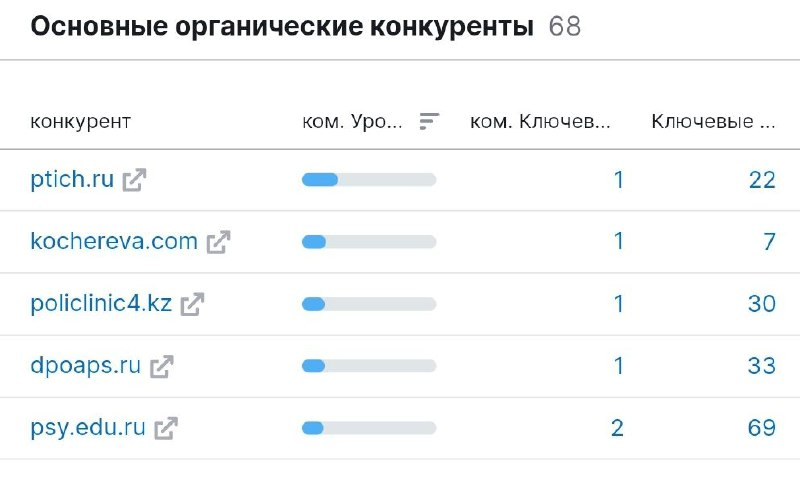 Основные органические конкуренты 68
конкурент ком. Уро... ком. Ключев... Ключевые ...
ptich.ru 1 22
kochereva.com 1 7
policlinic4.kz 1 30
dpoaps.ru 1 33
psy.edu.ru 2 69